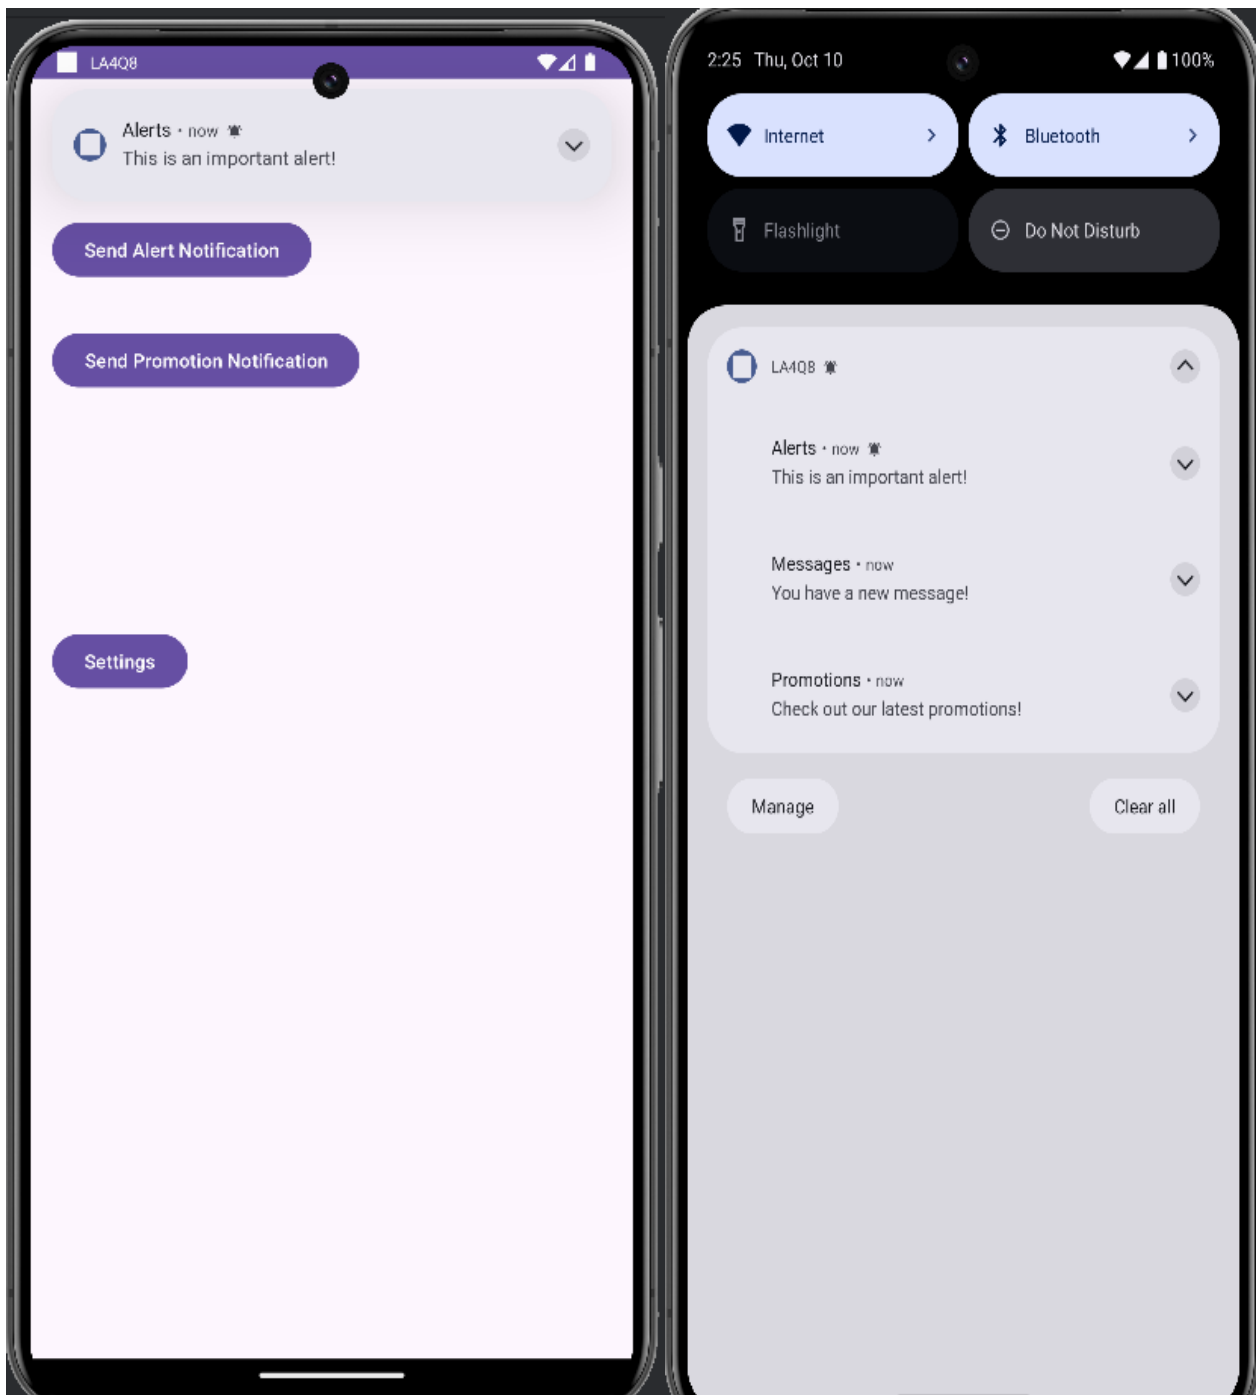 LA4Q8
Alerts · now
This is an important alert!
Send Alert Notification
Send Promotion Notification
Settings
2:25 Thu, Oct 10
100%
Internet
Bluetooth
Flashlight
Do Not Disturb
LA4Q8
Alerts · now
This is an important alert!
Messages · now
You have a new message!
Promotions · now
Check out our latest promotions!
Manage
Clear all